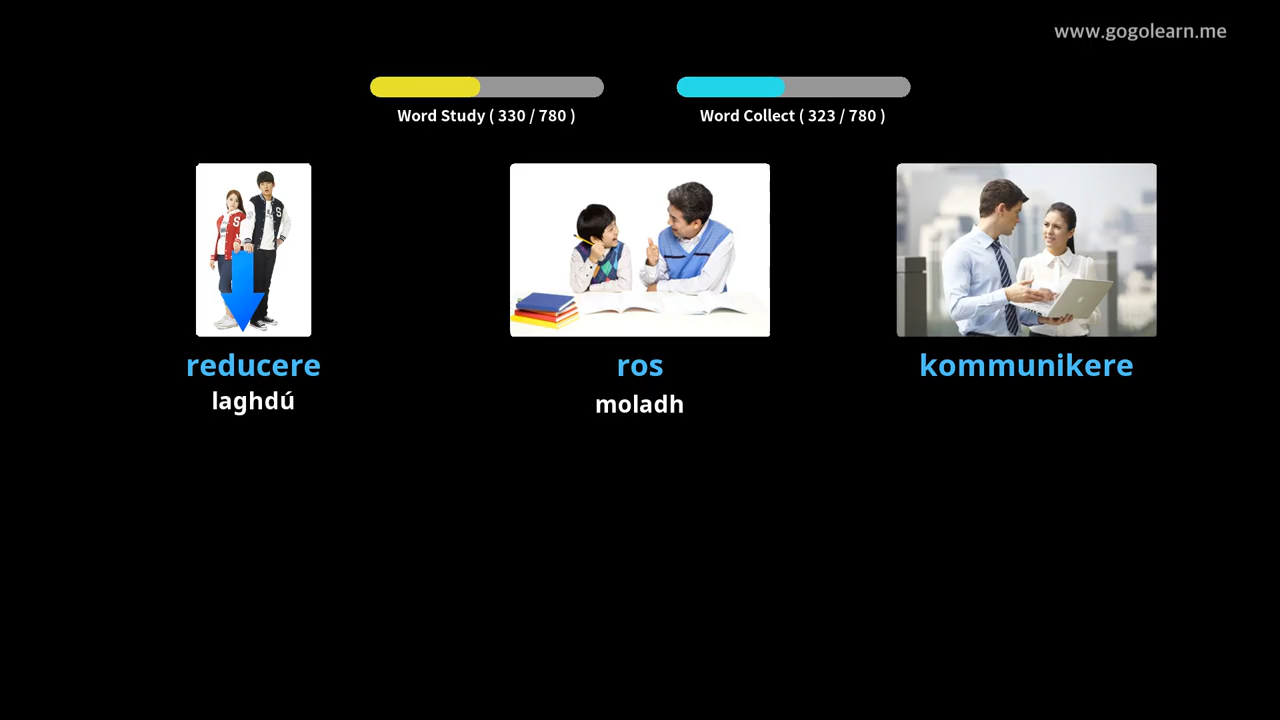 www.gogolearn.me
Word Study ( 330 / 780 )
Word Collect ( 323 / 780 )
reducere
ros
kommunikere
laghdú
moladh